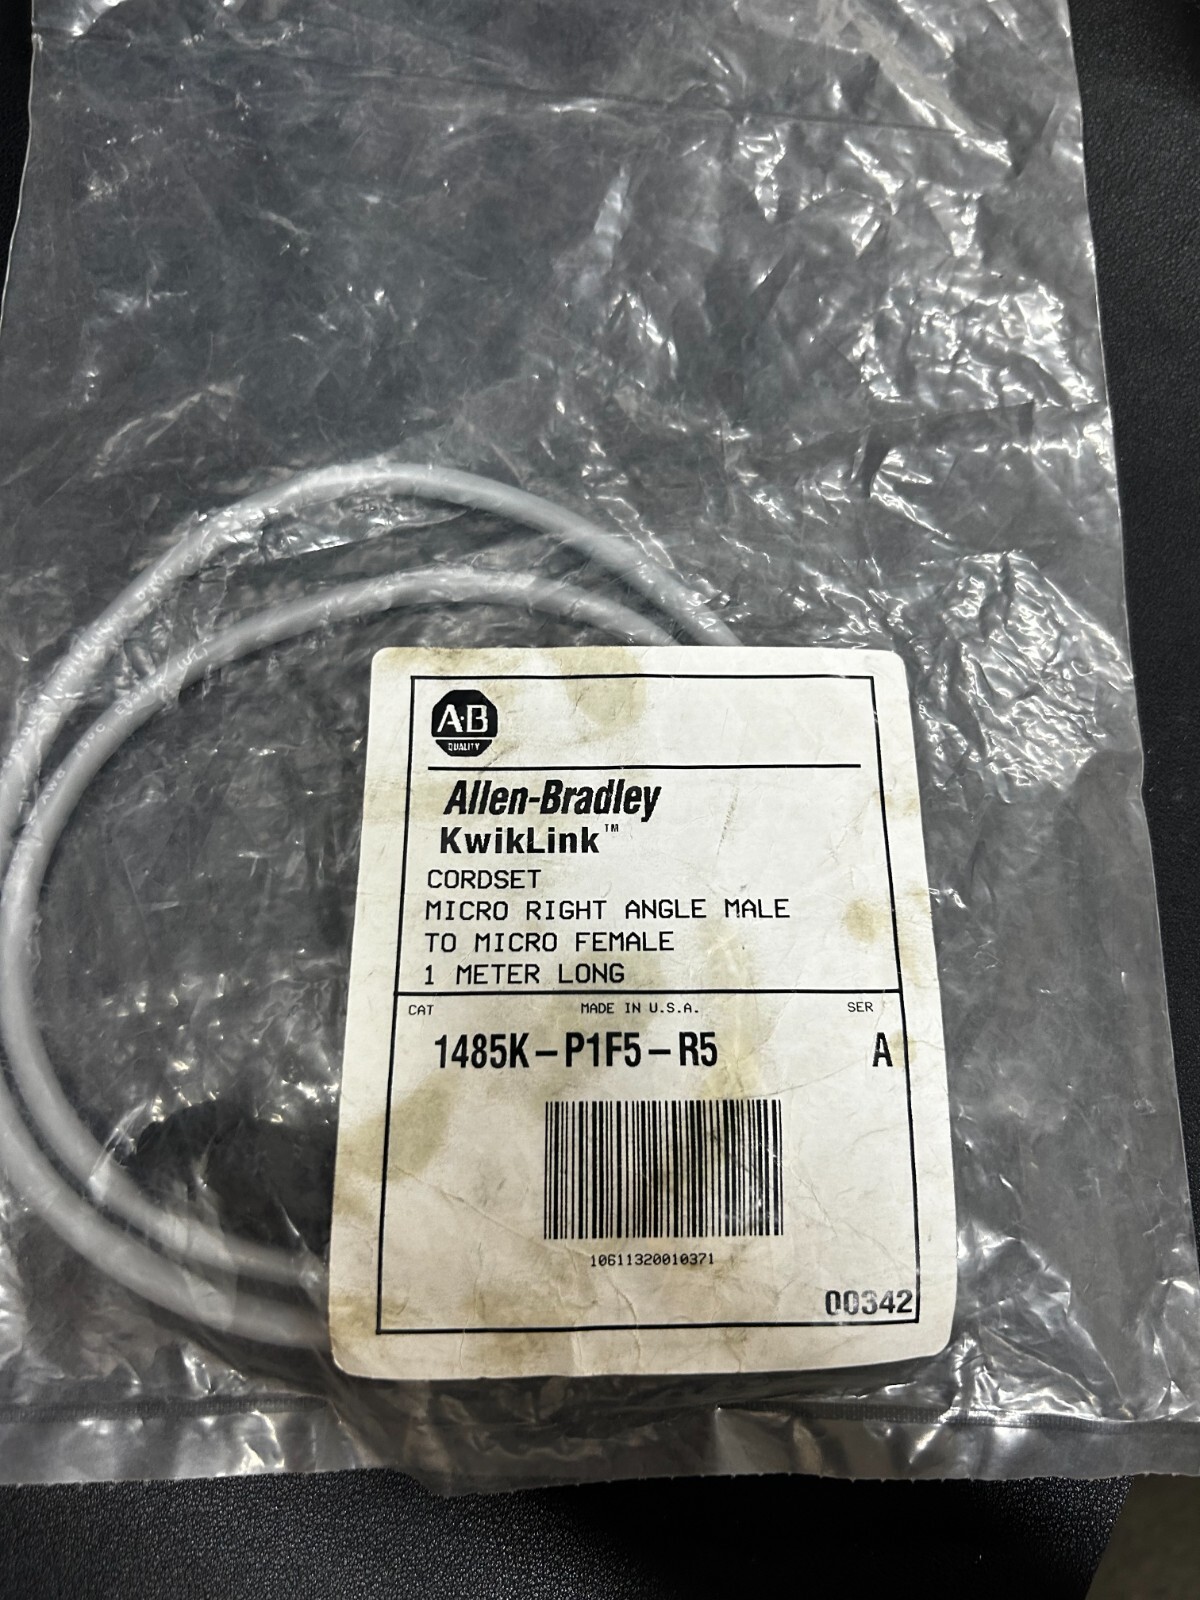 A·B
QUALITY
Allen-Bradley
KwikLink™
CORDSET
MICRO RIGHT ANGLE MALE
TO MICRO FEMALE
1 METER LONG
CAT MADE IN U.S.A. SER
1485K-P1F5-R5 A
10611320010371
00342